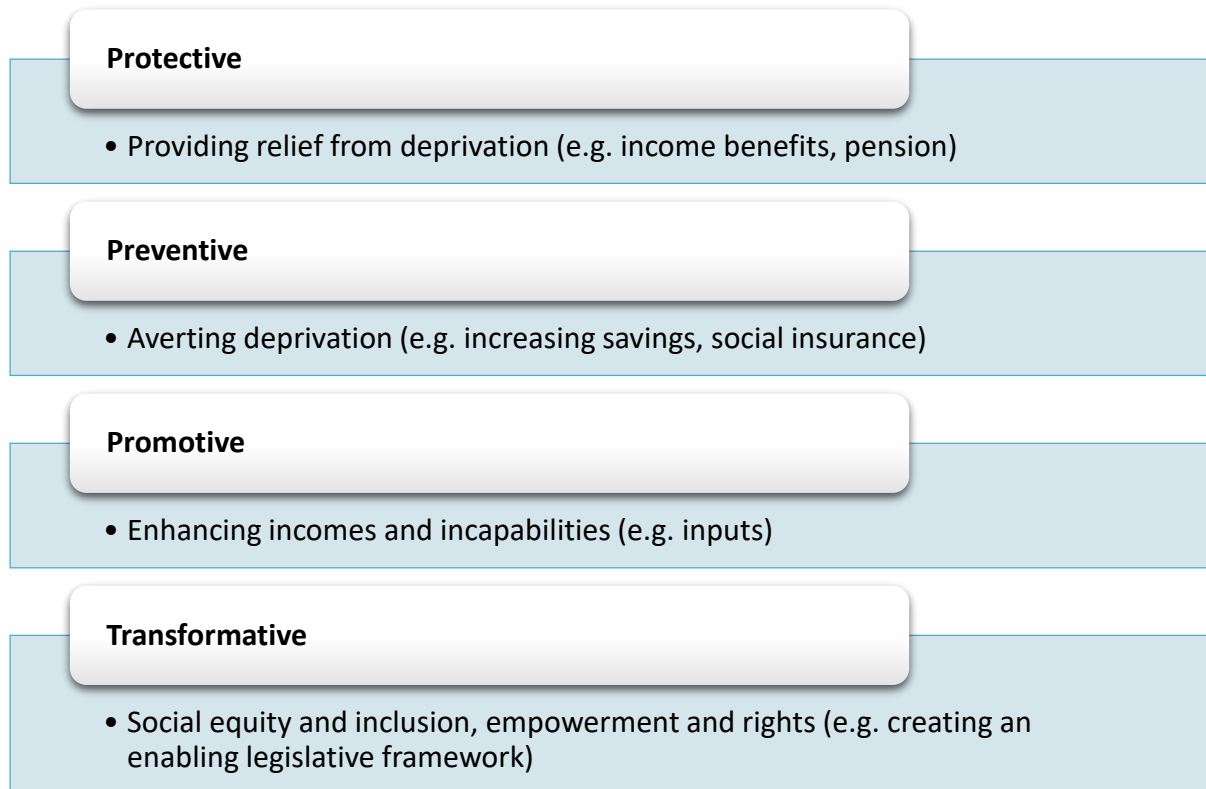 Protective
• Providing relief from deprivation (e.g. income benefits, pension)
Preventive
• Averting deprivation (e.g. increasing savings, social insurance)
Promotive
• Enhancing incomes and incapabilities (e.g. inputs)
Transformative
• Social equity and inclusion, empowerment and rights (e.g. creating an
enabling legislative framework)